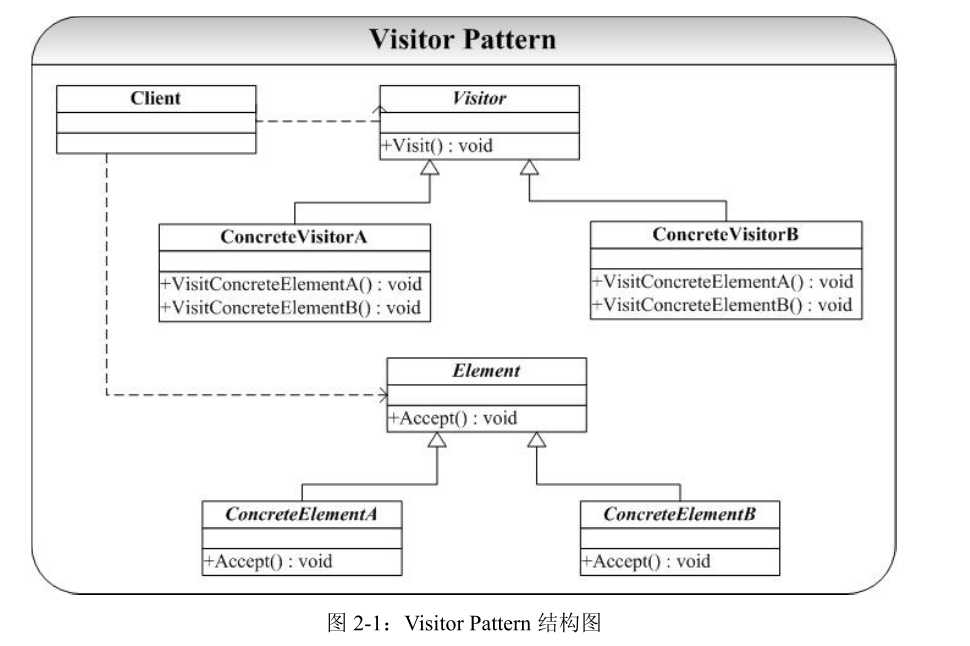 Visitor Pattern
Client
Visitor
+Visit() : void
ConcreteVisitorA
+VisitConcreteElementA() : void
+VisitConcreteElementB() : void
ConcreteVisitorB
+VisitConcreteElementA() : void
+VisitConcreteElementB() : void
Element
+Accept() : void
ConcreteElementA
+Accept() : void
ConcreteElementB
+Accept() : void
图 2-1：Visitor Pattern 结构图